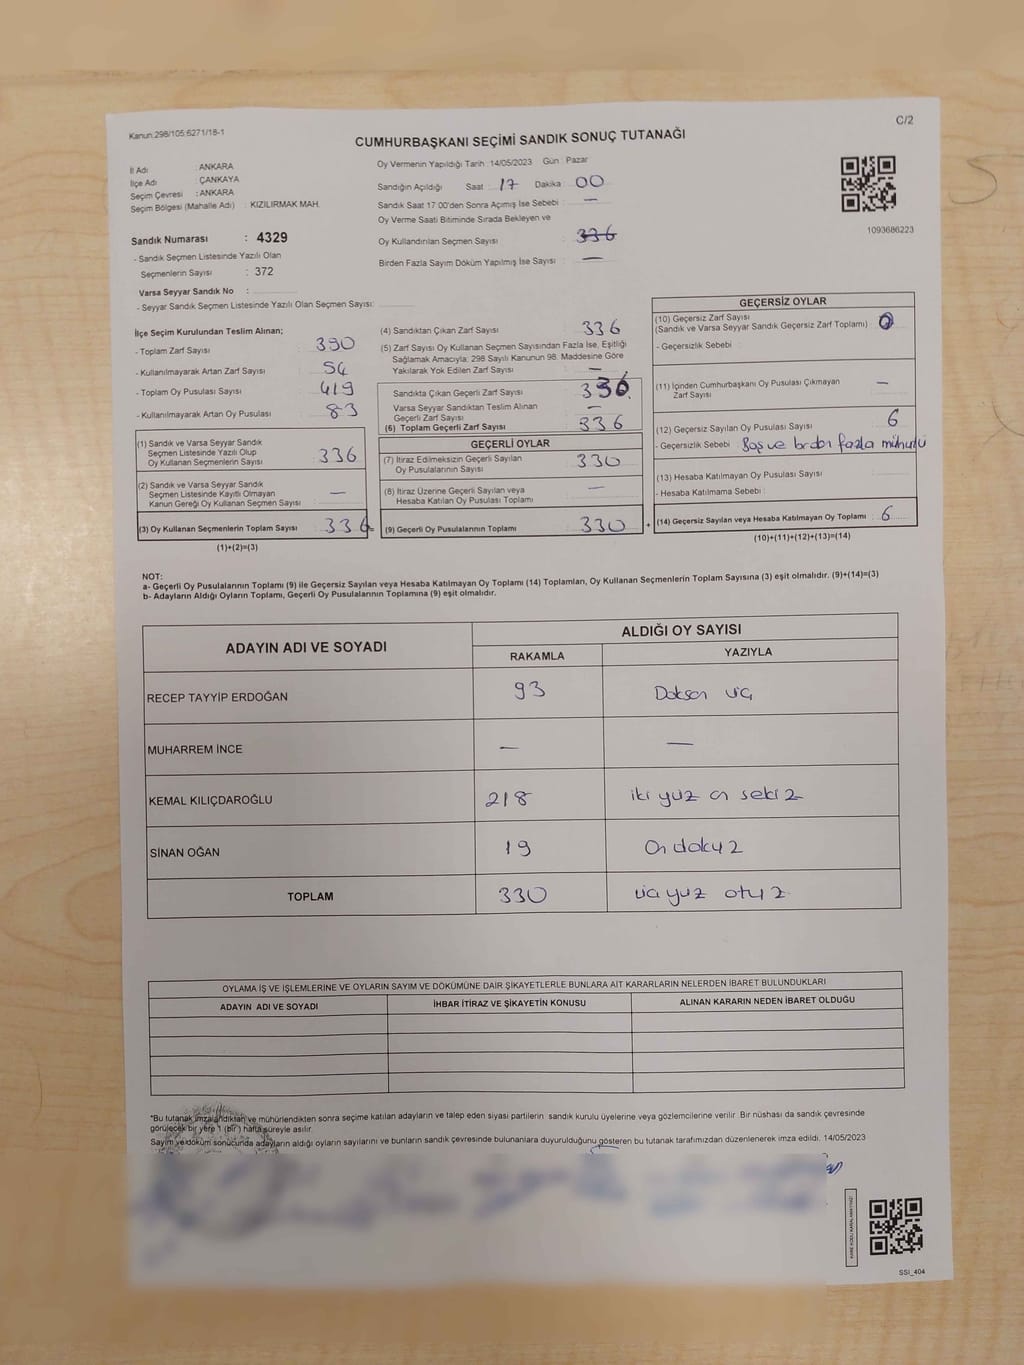 Kanun:298/105;6271/18-1
C/2
CUMHURBAŞKANI SEÇİMİ SANDIK SONUÇ TUTANAĞI
İl Adı : ANKARA
İlçe Adı : ÇANKAYA
Seçim Çevresi : ANKARA
Seçim Bölgesi (Mahalle Adı) : KIZILIRMAK MAH.
Sandık Numarası : 4329
- Sandık Seçmen Listesinde Yazılı Olan
Seçmenlerin Sayısı : 372
Varsa Seyyar Sandık No :
- Seyyar Sandık Seçmen Listesinde Yazılı Olan Seçmen Sayısı:
Oy Vermenin Yapıldığı Tarih : 14/05/2023 Gün : Pazar
Sandığın Açıldığı Saat : 17 Dakika : 00
Sandık Saat 17:00'den Sonra Açımış İse Sebebi : —
Oy Verme Saati Bitiminde Sırada Bekleyen ve
Oy Kullandırılan Seçmen Sayısı : 336
Birden Fazla Sayım Döküm Yapılmış İse Sayısı : —
1093686223
İlçe Seçim Kurulundan Teslim Alınan;
- Toplam Zarf Sayısı : 390
- Kullanılmayarak Artan Zarf Sayısı : 54
- Toplam Oy Pusulası Sayısı : 419
- Kullanılmayarak Artan Oy Pusulası : 83
(1) Sandık ve Varsa Seyyar Sandık
Seçmen Listesinde Yazılı Olup
Oy Kullanan Seçmenlerin Sayısı : 336
(2) Sandık ve Varsa Seyyar Sandık
Seçmen Listesinde Kayıtlı Olmayan
Kanun Gereği Oy Kullanan Seçmen Sayısı : —
(3) Oy Kullanan Seçmenlerin Toplam Sayısı : 336 =
(1)+(2)=(3)
(4) Sandıktan Çıkan Zarf Sayısı : 336
(5) Zarf Sayısı Oy Kullanan Seçmen Sayısından Fazla İse, Eşitliği
Sağlamak Amacıyla; 298 Sayılı Kanunun 98. Maddesine Göre
Yakılarak Yok Edilen Zarf Sayısı : —
Sandıkta Çıkan Geçerli Zarf Sayısı : 336
Varsa Seyyar Sandıktan Teslim Alınan
Geçerli Zarf Sayısı : —
(6) Toplam Geçerli Zarf Sayısı : 336
GEÇERLİ OYLAR
(7) İtiraz Edilmeksizin Geçerli Sayılan
Oy Pusulalarının Sayısı : 330
(8) İtiraz Üzerine Geçerli Sayılan veya
Hesaba Katılan Oy Pusulası Toplamı : —
(9) Geçerli Oy Pusulalarının Toplamı : 330 +
GEÇERSİZ OYLAR
(10) Geçersiz Zarf Sayısı
(Sandık ve Varsa Seyyar Sandık Geçersiz Zarf Toplamı) : 0
- Geçersizlik Sebebi :
(11) İçinden Cumhurbaşkanı Oy Pusulası Çıkmayan
Zarf Sayısı : —
(12) Geçersiz Sayılan Oy Pusulası Sayısı : 6
- Geçersizlik Sebebi : Boş ve birden fazla mühürlü
(13) Hesaba Katılmayan Oy Pusulası Sayısı :
- Hesaba Katılmama Sebebi :
(14) Geçersiz Sayılan veya Hesaba Katılmayan Oy Toplamı : 6
(10)+(11)+(12)+(13)=(14)
NOT:
a- Geçerli Oy Pusulalarının Toplamı (9) ile Geçersiz Sayılan veya Hesaba Katılmayan Oy Toplamı (14) Toplamları, Oy Kullanan Seçmenlerin Toplam Sayısına (3) eşit olmalıdır. (9)+(14)=(3)
b- Adayların Aldığı Oyların Toplamı, Geçerli Oy Pusulalarının Toplamına (9) eşit olmalıdır.
ADAYIN ADI VE SOYADI ALDIĞI OY SAYISI
RAKAMLA YAZIYLA
RECEP TAYYİP ERDOĞAN 93 Doksan üç
MUHARREM İNCE — —
KEMAL KILIÇDAROĞLU 218 iki yüz on sekiz
SİNAN OĞAN 19 On dokuz
TOPLAM 330 üç yüz otuz
OYLAMA İŞ VE İŞLEMLERİNE VE OYLARIN SAYIM VE DÖKÜMÜNE DAİR ŞİKAYETLERLE BUNLARA AİT KARARLARIN NELERDEN İBARET BULUNDUKLARI
ADAYIN ADI VE SOYADI İHBAR İTİRAZ VE ŞİKAYETİN KONUSU ALINAN KARARIN NEDEN İBARET OLDUĞU
*Bu tutanak imzalandıktan ve mühürlendikten sonra seçime katılan adayların ve talep eden siyasi partilerin sandık kurulu üyelerine veya gözlemcilerine verilir. Bir nüshası da sandık çevresinde
görülecek bir yere 1 (bir) hafta süreyle asılır.
Sayım ve döküm sonucunda adayların aldığı oyların sayılarını ve bunların sandık çevresinde bulunanlara duyurulduğunu gösteren bu tutanak tarafımızdan düzenlenerek imza edildi. 14/05/2023
KARE KODU KARALAMAYINIZ!
SSİ_404